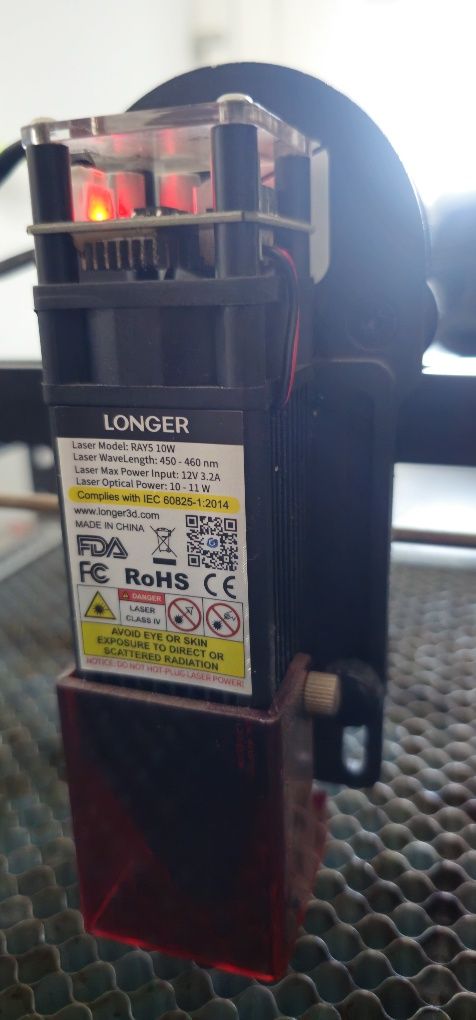 LONGER
Laser Model: RAY5 10W
Laser WaveLength: 450 - 460 nm
Laser Max Power Input: 12V 3.2A
Laser Optical Power: 10 - 11 W
Complies with IEC 60825-1:2014
www.longer3d.com
MADE IN CHINA
FDA
FC RoHS CE
DANGER
LASER
CLASS IV
AVOID EYE OR SKIN
EXPOSURE TO DIRECT OR
SCATTERED RADIATION
NOTICE: DO NOT HOT-PLUG LASER POWER!